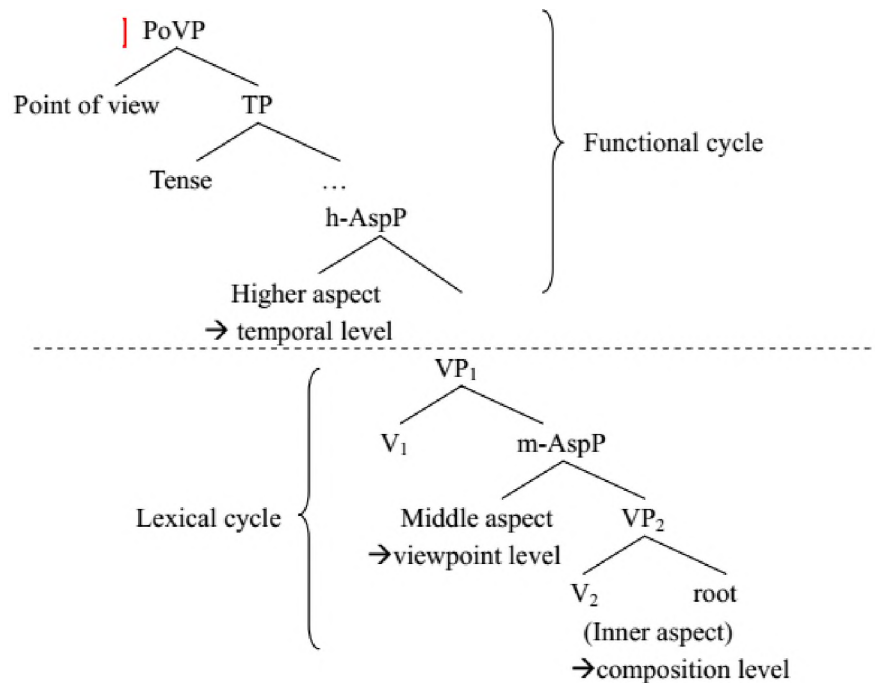 ] PoVP
Point of view TP
Functional cycle
Tense …
h-AspP
Higher aspect
→ temporal level
VP₁
V₁ m-AspP
Lexical cycle Middle aspect VP₂
→viewpoint level
V₂ root
(Inner aspect)
→composition level